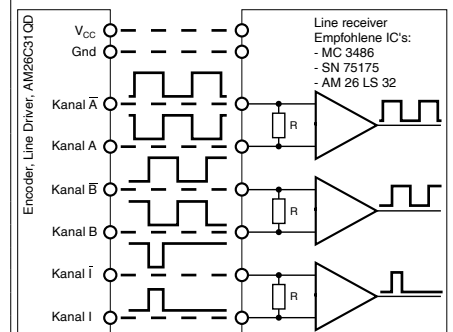 Encoder, Line Driver, AM26C31QD
V_CC
Gnd
Kanal A̅
Kanal A
Kanal B̅
Kanal B
Kanal I̅
Kanal I
Line receiver
Empfohlene IC's:
- MC 3486
- SN 75175
- AM 26 LS 32
R
R
R